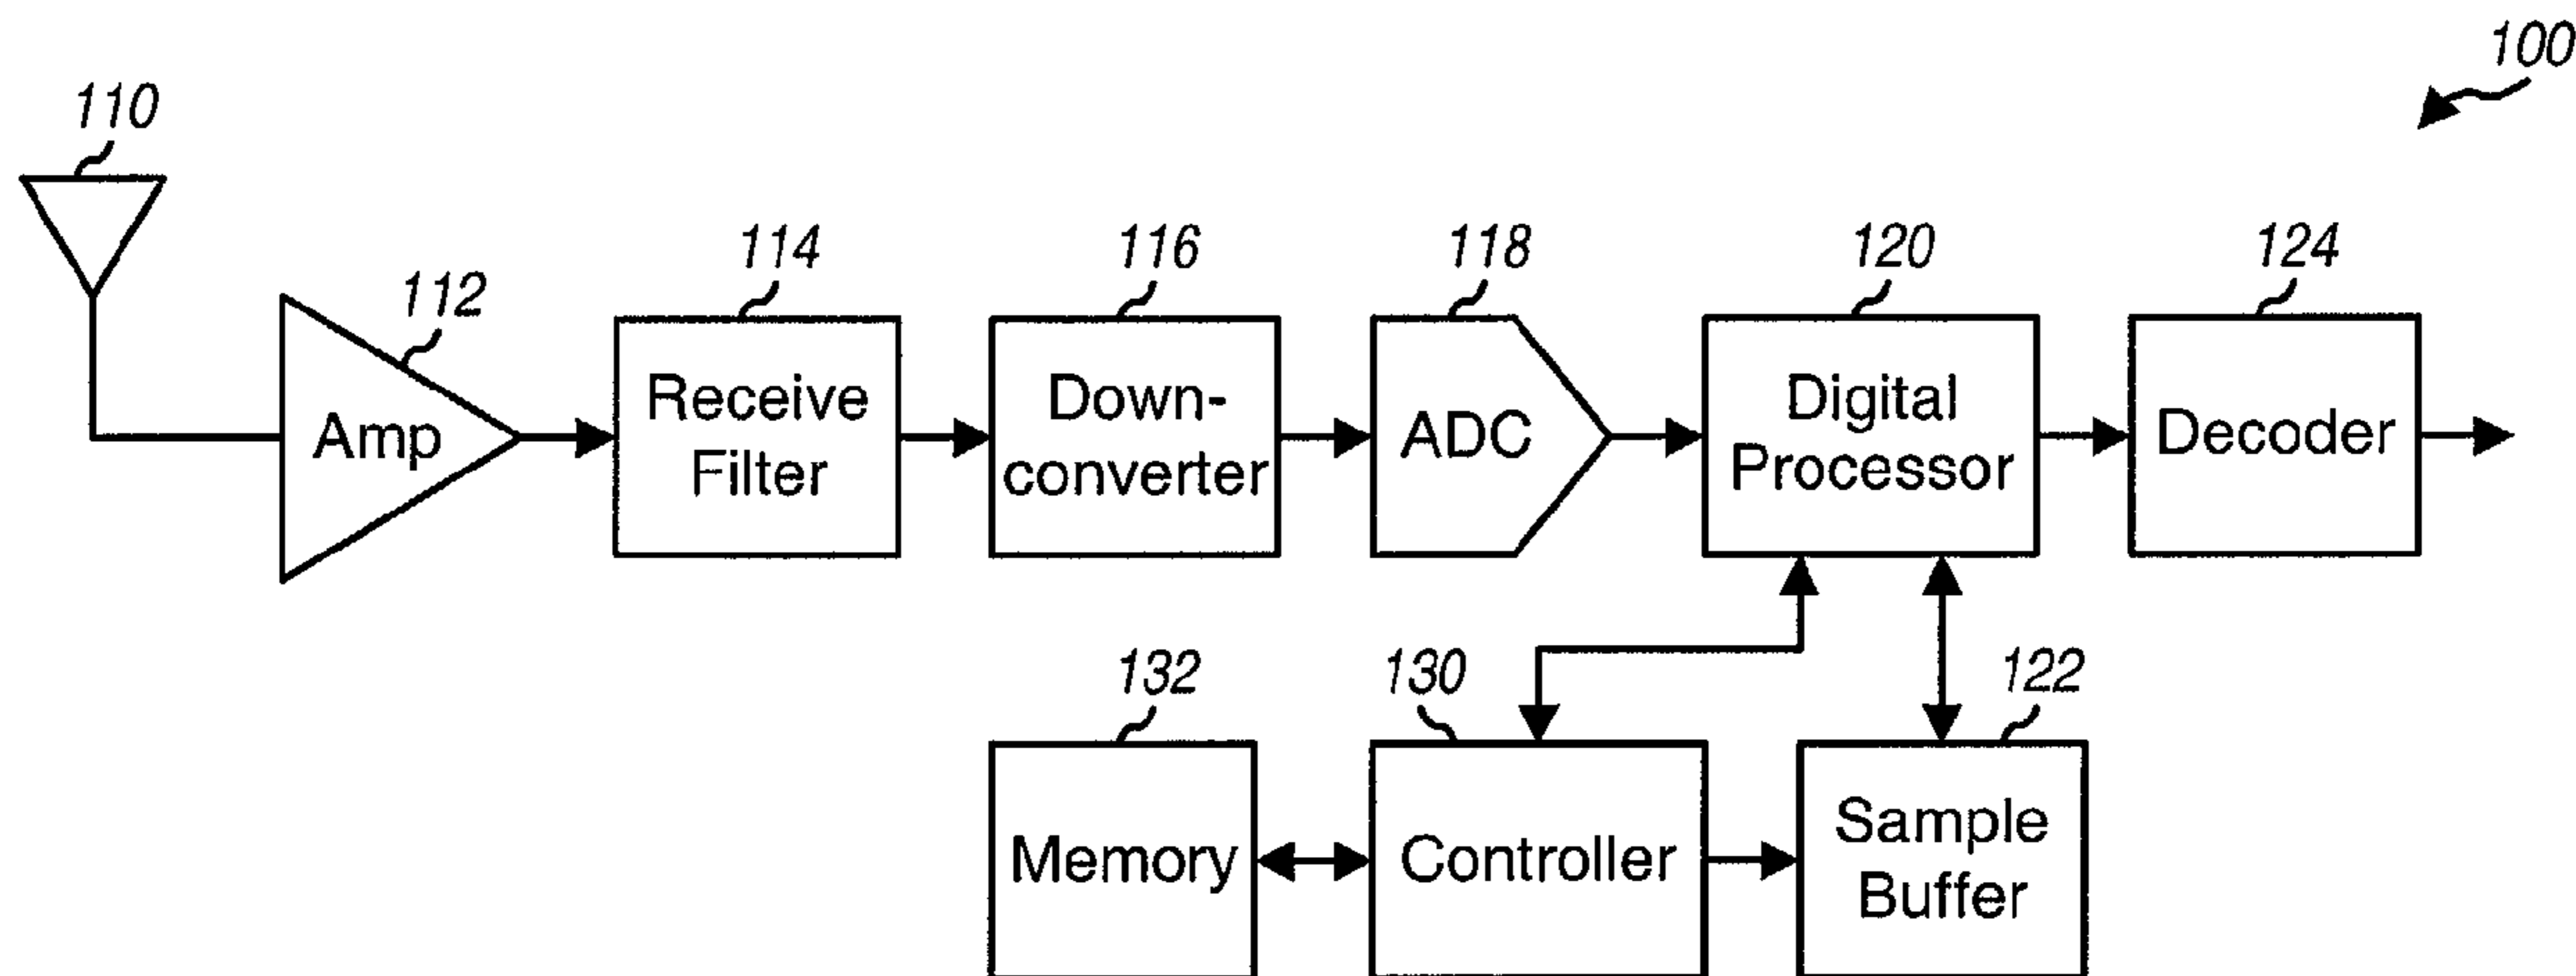 100
110
112
114
116
118
120
124
Amp
Receive
Filter
Down-
converter
ADC
Digital
Processor
Decoder
132
130
122
Memory
Controller
Sample
Buffer